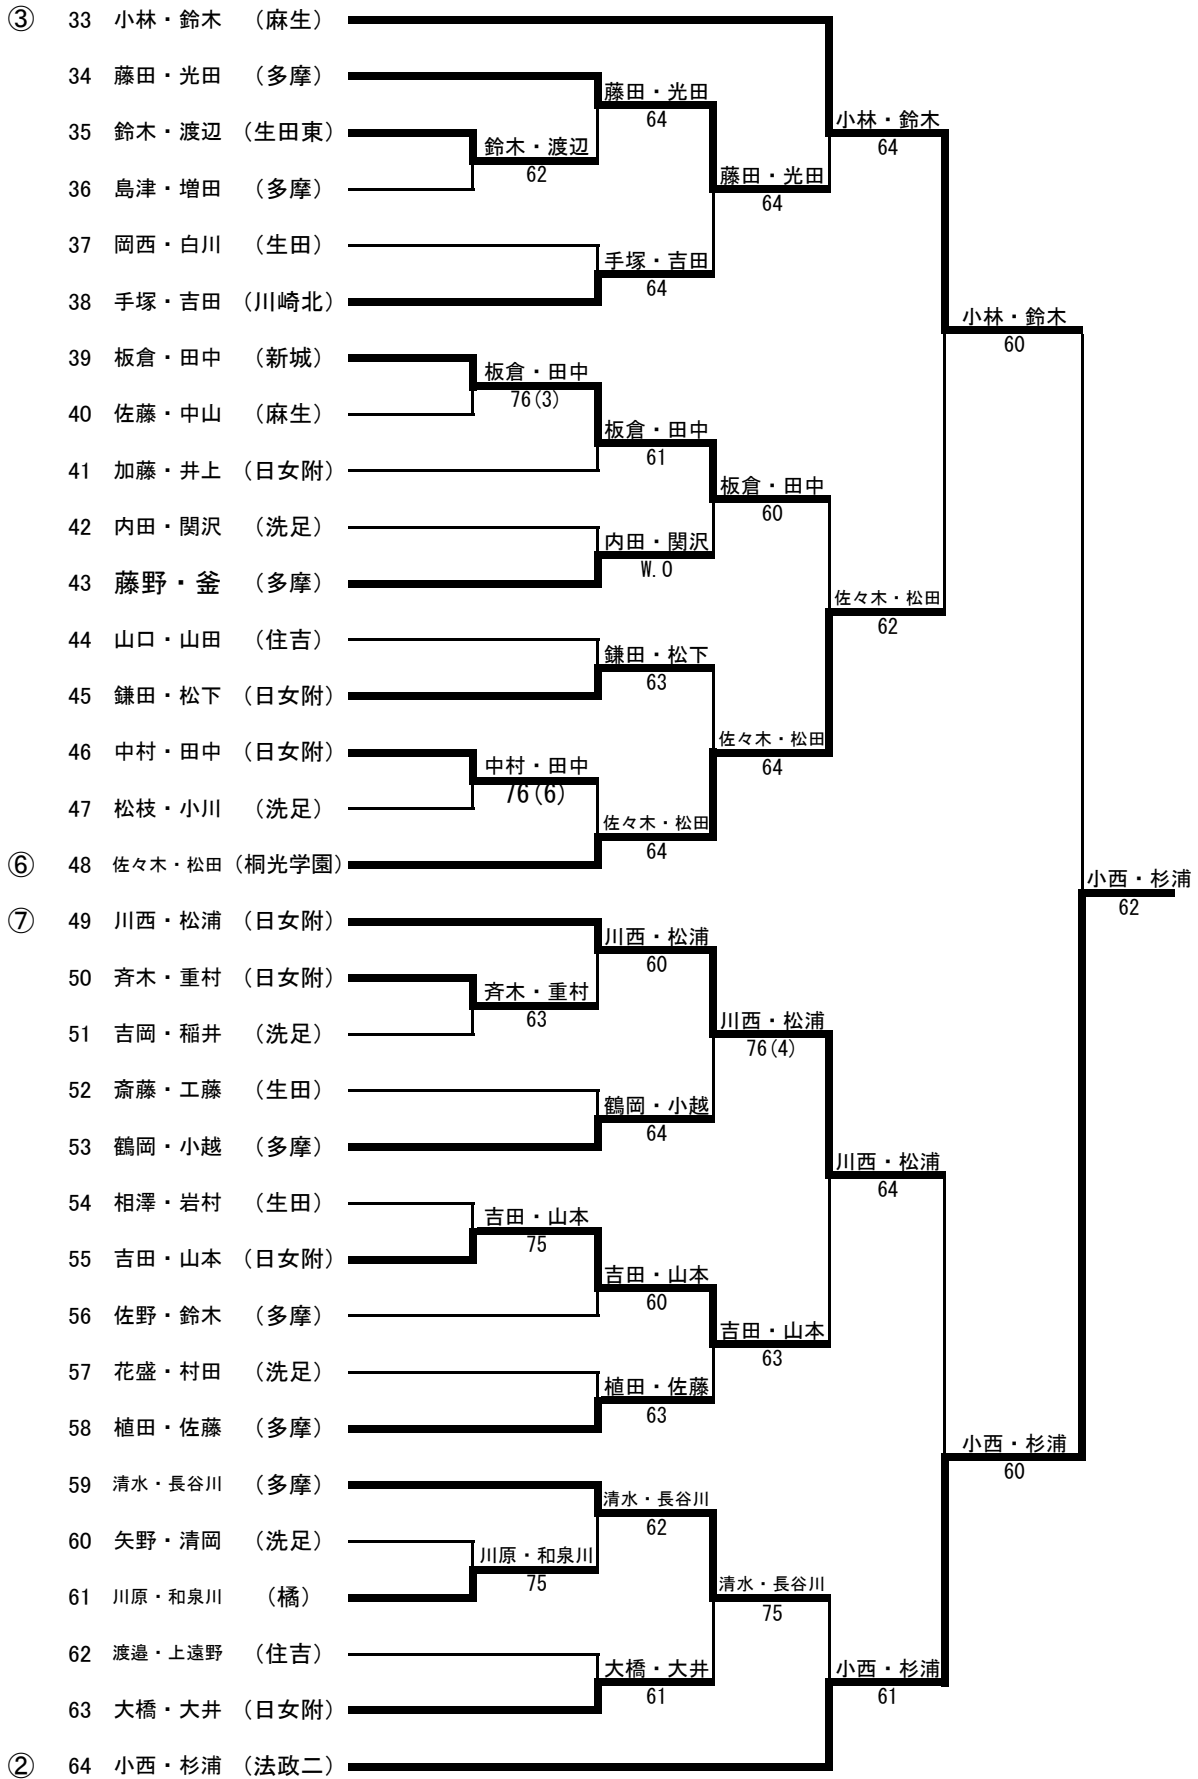 ③ 33 小林・鈴木 （麻生）
34 藤田・光田 （多摩）
藤田・光田
64
小林・鈴木
64
35 鈴木・渡辺 （生田東）
鈴木・渡辺
62
藤田・光田
64
36 島津・増田 （多摩）
37 岡西・白川 （生田）
手塚・吉田
64
38 手塚・吉田 （川崎北）
小林・鈴木
60
39 板倉・田中 （新城）
板倉・田中
76(3)
40 佐藤・中山 （麻生）
板倉・田中
61
41 加藤・井上 （日女附）
板倉・田中
60
42 内田・関沢 （洗足）
内田・関沢
W.O
43 藤野・釜 （多摩）
佐々木・松田
62
44 山口・山田 （住吉）
鎌田・松下
63
45 鎌田・松下 （日女附）
46 中村・田中 （日女附）
佐々木・松田
64
中村・田中
76(6)
47 松枝・小川 （洗足）
佐々木・松田
64
⑥ 48 佐々木・松田 （桐光学園）
小西・杉浦
62
⑦ 49 川西・松浦 （日女附）
川西・松浦
60
50 斉木・重村 （日女附）
斉木・重村
63
51 吉岡・稲井 （洗足）
川西・松浦
76(4)
52 斎藤・工藤 （生田）
鶴岡・小越
64
53 鶴岡・小越 （多摩）
川西・松浦
64
54 相澤・岩村 （生田）
吉田・山本
75
55 吉田・山本 （日女附）
吉田・山本
60
56 佐野・鈴木 （多摩）
吉田・山本
63
57 花盛・村田 （洗足）
植田・佐藤
63
58 植田・佐藤 （多摩）
小西・杉浦
60
59 清水・長谷川 （多摩）
清水・長谷川
62
60 矢野・清岡 （洗足）
川原・和泉川
75
61 川原・和泉川 （橘）
清水・長谷川
75
62 渡邉・上遠野 （住吉）
大橋・大井
61
小西・杉浦
61
63 大橋・大井 （日女附）
② 64 小西・杉浦 （法政二）